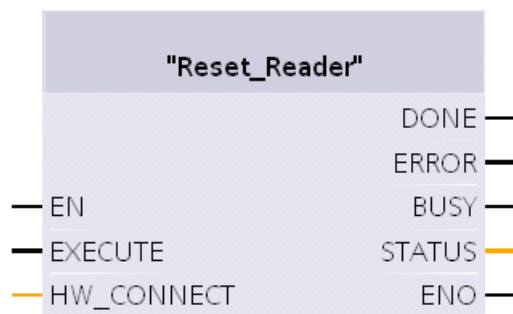 "Reset_Reader"
DONE
ERROR
EN BUSY
EXECUTE STATUS
HW_CONNECT ENO